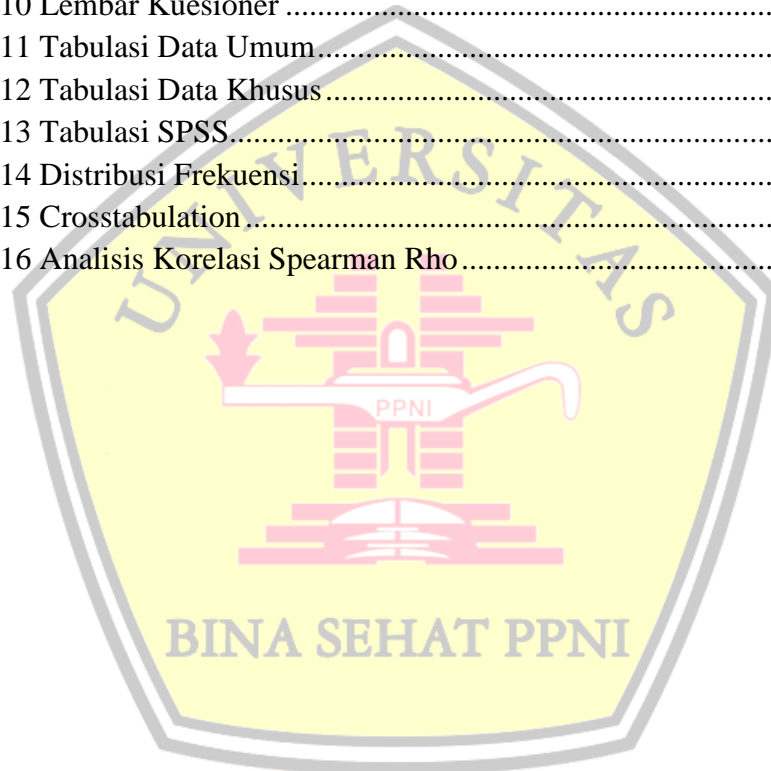 10 Lembar Kuesioner ........................................................
11 Tabulasi Data Umum....................................................
12 Tabulasi Data Khusus...................................................
13 Tabulasi SPSS...............................................................
14 Distribusi Frekuensi......................................................
15 Crosstabulation .............................................................
16 Analisis Korelasi Spearman Rho ..................................
UNIVERSITAS
PPNI
BINA SEHAT PPNI